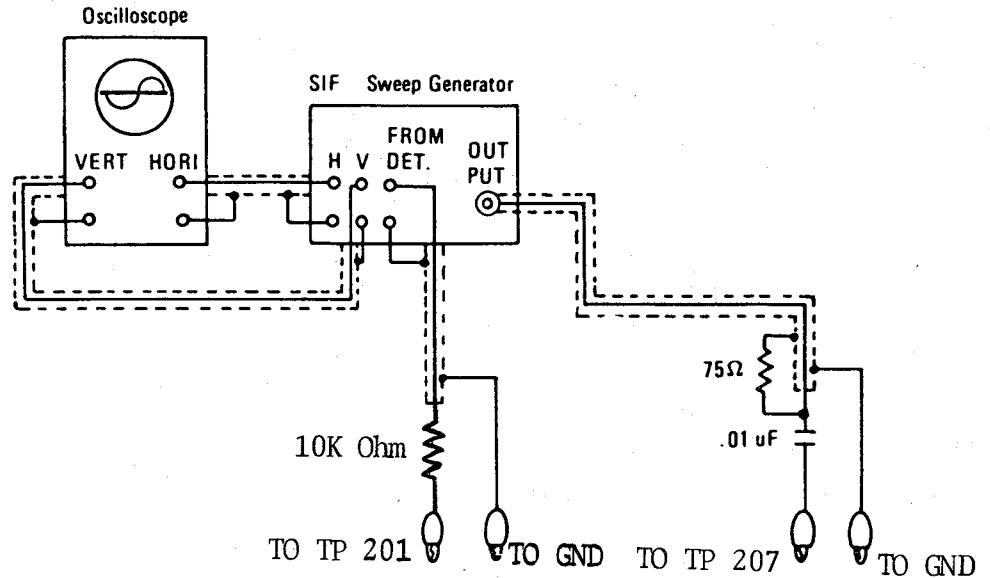 Oscilloscope
SIF Sweep Generator
VERT HORI
H V FROM DET.
OUT PUT
75Ω
.01 uF
10K Ohm
TO TP 201
TO GND
TO TP 207
TO GND